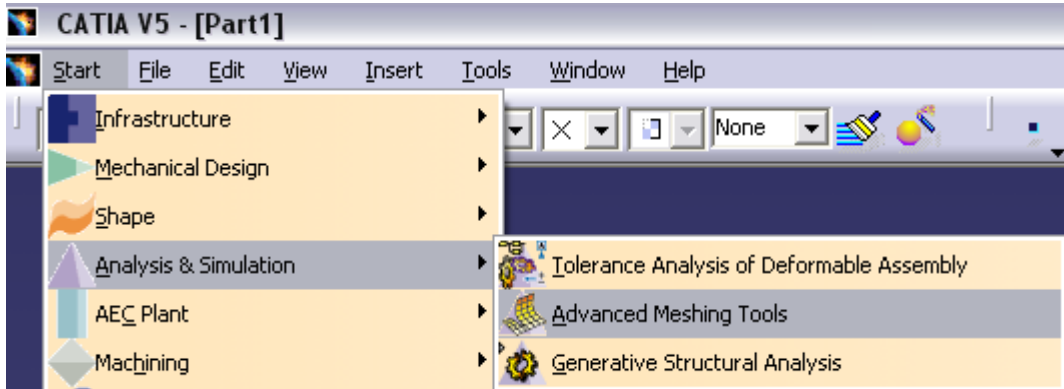 CATIA V5 - [Part1]
Start File Edit View Insert Tools Window Help
Infrastructure
None
Mechanical Design
Shape
Analysis & Simulation
Tolerance Analysis of Deformable Assembly
AEC Plant
Advanced Meshing Tools
Machining
Generative Structural Analysis